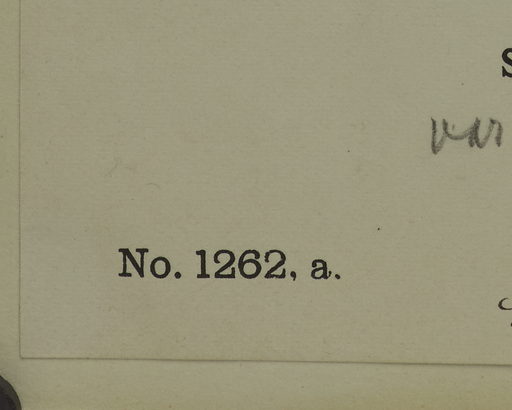 var
No. 1262, a.